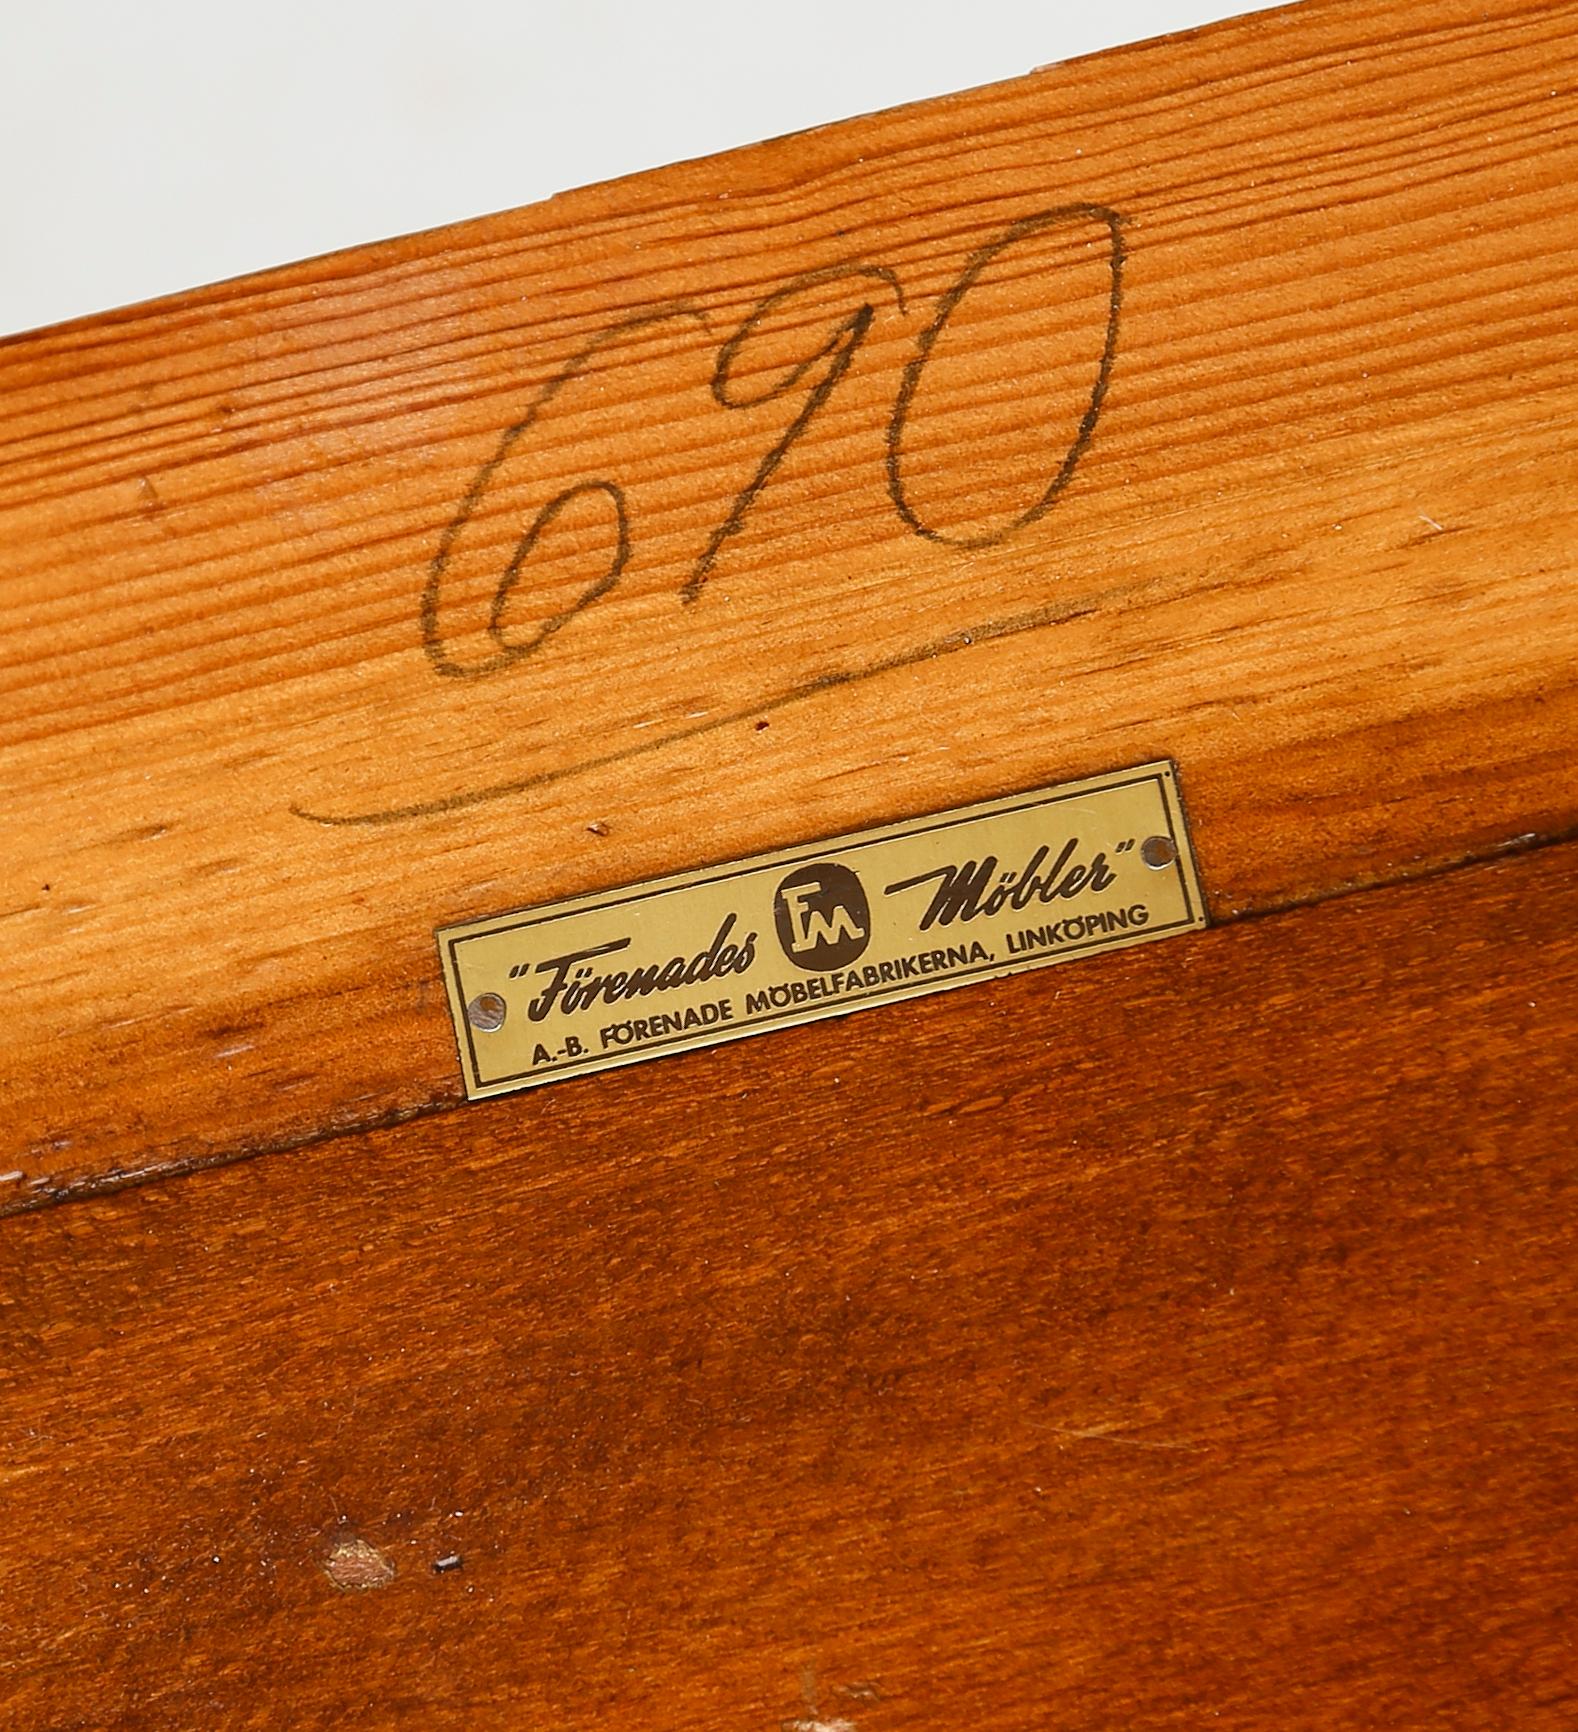 690
"Förenades FM Möbler"
A.-B. FÖRENADE MÖBELFABRIKERNA, LINKÖPING